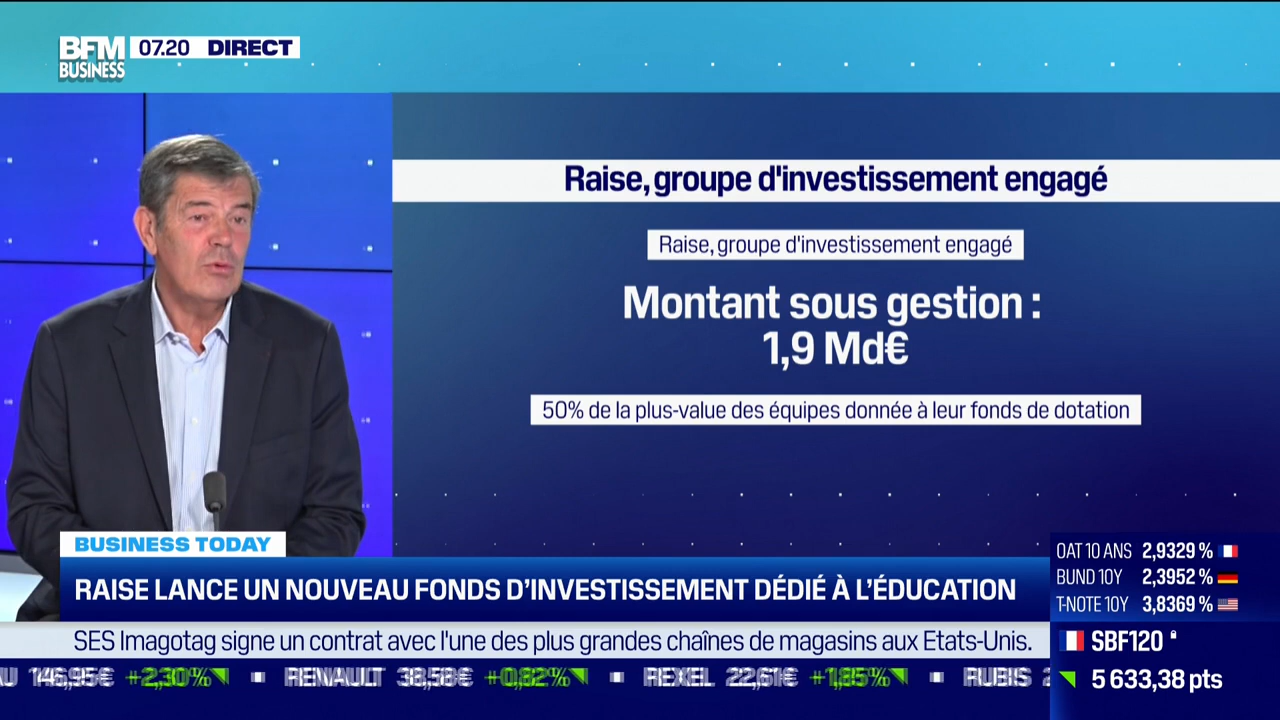 BFM
BUSINESS
07.20 DIRECT
Raise, groupe d'investissement engagé
Raise, groupe d'investissement engagé
Montant sous gestion :
1,9 Md€
50% de la plus-value des équipes donnée à leur fonds de dotation
BUSINESS TODAY
RAISE LANCE UN NOUVEAU FONDS D'INVESTISSEMENT DÉDIÉ À L'ÉDUCATION
OAT 10 ANS 2,9329 %
BUND 10Y 2,3952 %
T-NOTE 10Y 3,8369 %
SES Imagotag signe un contrat avec l'une des plus grandes chaînes de magasins aux Etats-Unis.
SBF120
146,95€ +2,30% RENAULT 38,58€ +0,82% REXEL 22,61€ +1,85% RUBIS
5 633,38 pts